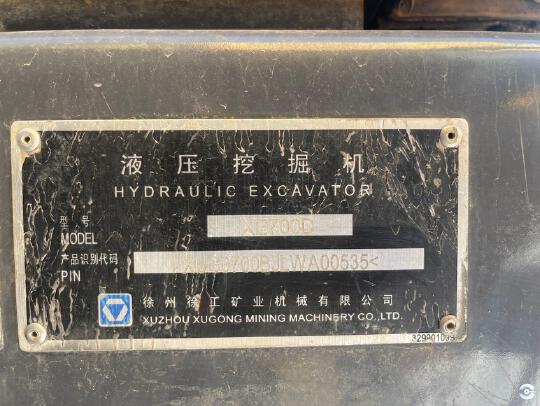 液压挖掘机
HYDRAULIC EXCAVATOR
型号
MODEL XE700D
产品识别代码
PIN
徐州徐工矿业机械有限公司
XUZHOU XUGONG MINING MACHINERY CO.,LTD.